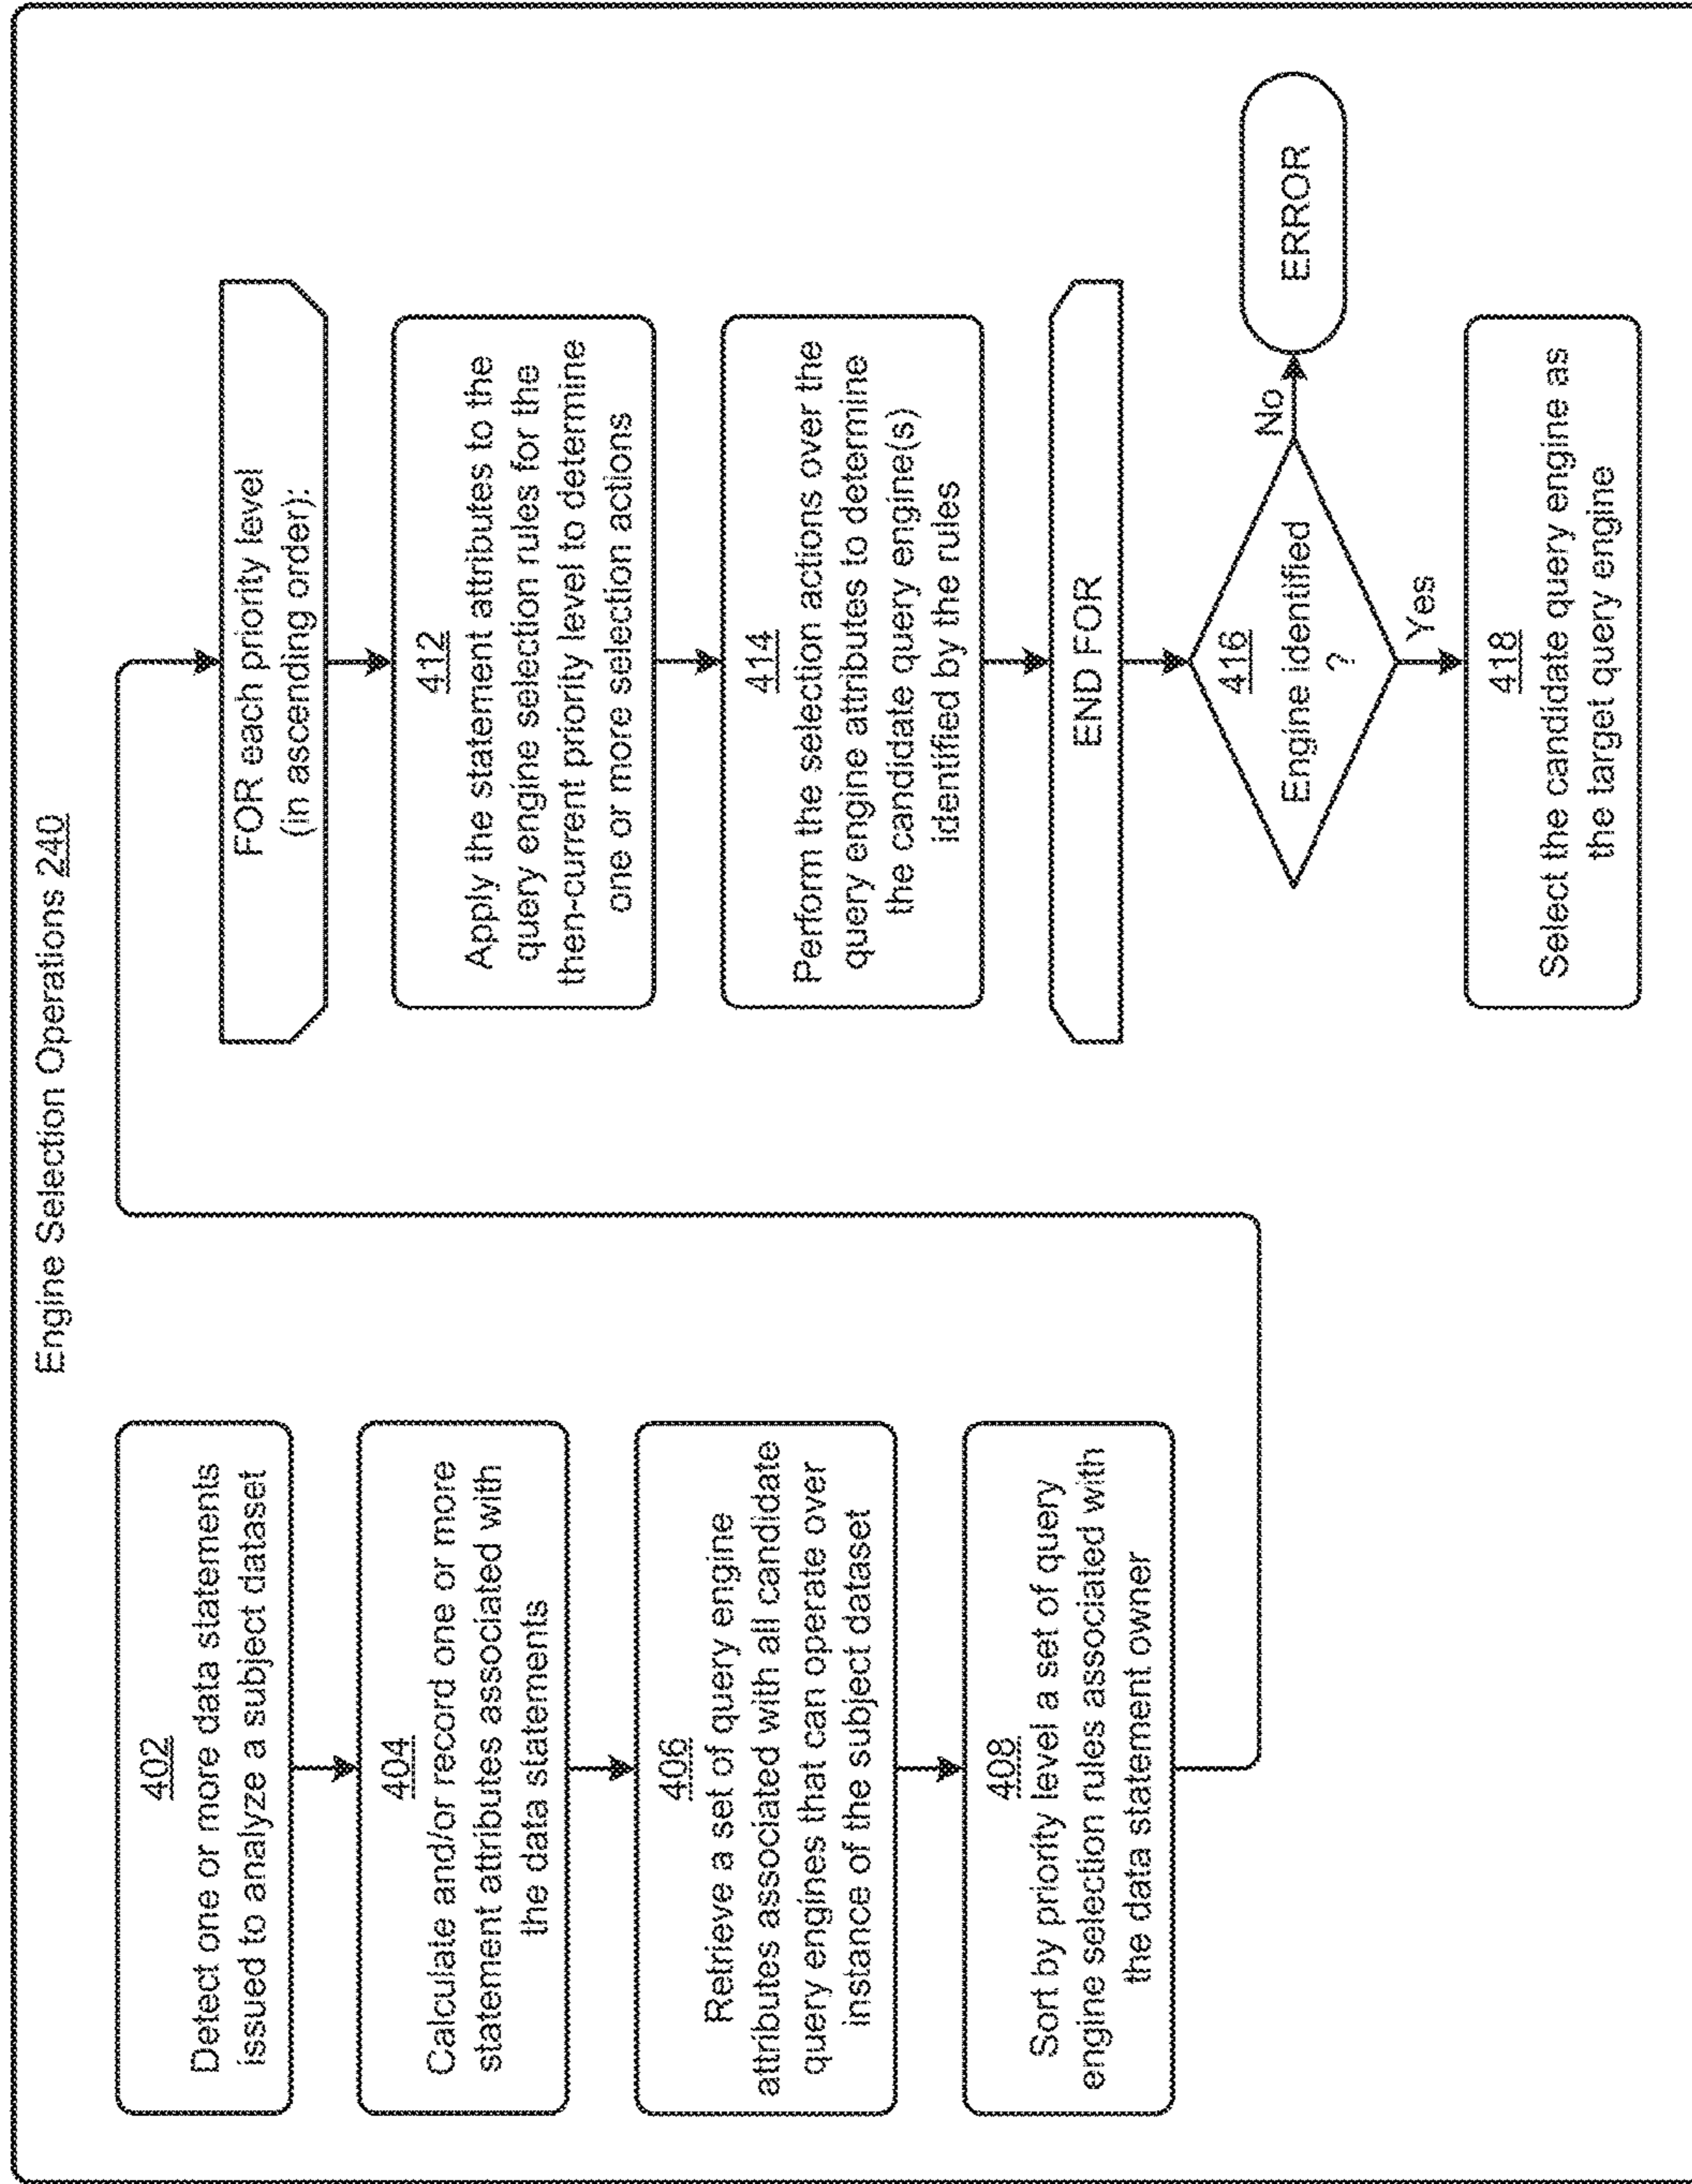 Engine Selection Operations 240
402
Detect one or more data statements
issued to analyze a subject dataset
404
Calculate and/or record one or more
statement attributes associated with
the data statements
406
Retrieve a set of query engine
attributes associated with all candidate
query engines that can operate over
instance of the subject dataset
408
Sort by priority level a set of query
engine selection rules associated with
the data statement owner
FOR each priority level
(in ascending order):
412
Apply the statement attributes to the
query engine selection rules for the
then-current priority level to determine
one or more selection actions
414
Perform the selection actions over the
query engine attributes to determine
the candidate query engine(s)
identified by the rules
END FOR
416
Engine identified
?
No
ERROR
Yes
418
Select the candidate query engine as
the target query engine